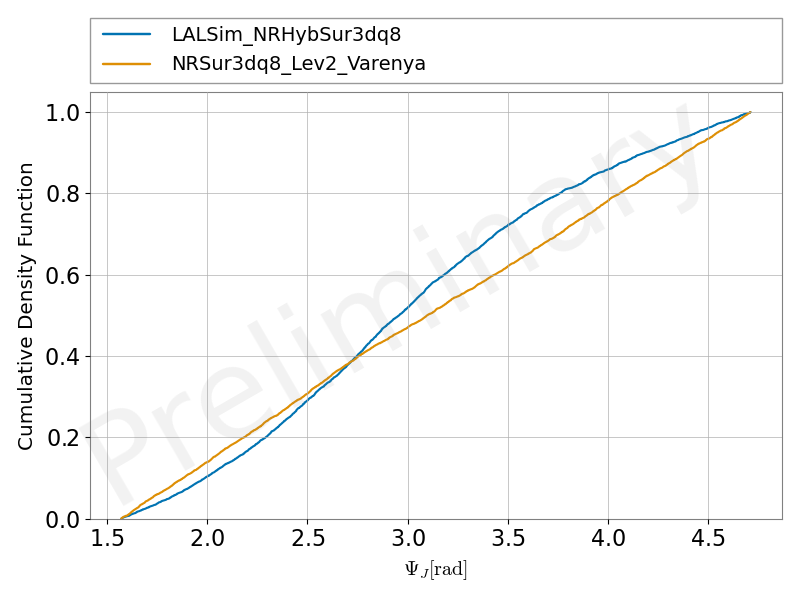 LALSim_NRHybSur3dq8
NRSur3dq8_Lev2_Varenya
1.0
0.8
0.6
0.4
0.2
0.0
Cumulative Density Function
Preliminary
1.5 2.0 2.5 3.0 3.5 4.0 4.5
Ψ_J[rad]